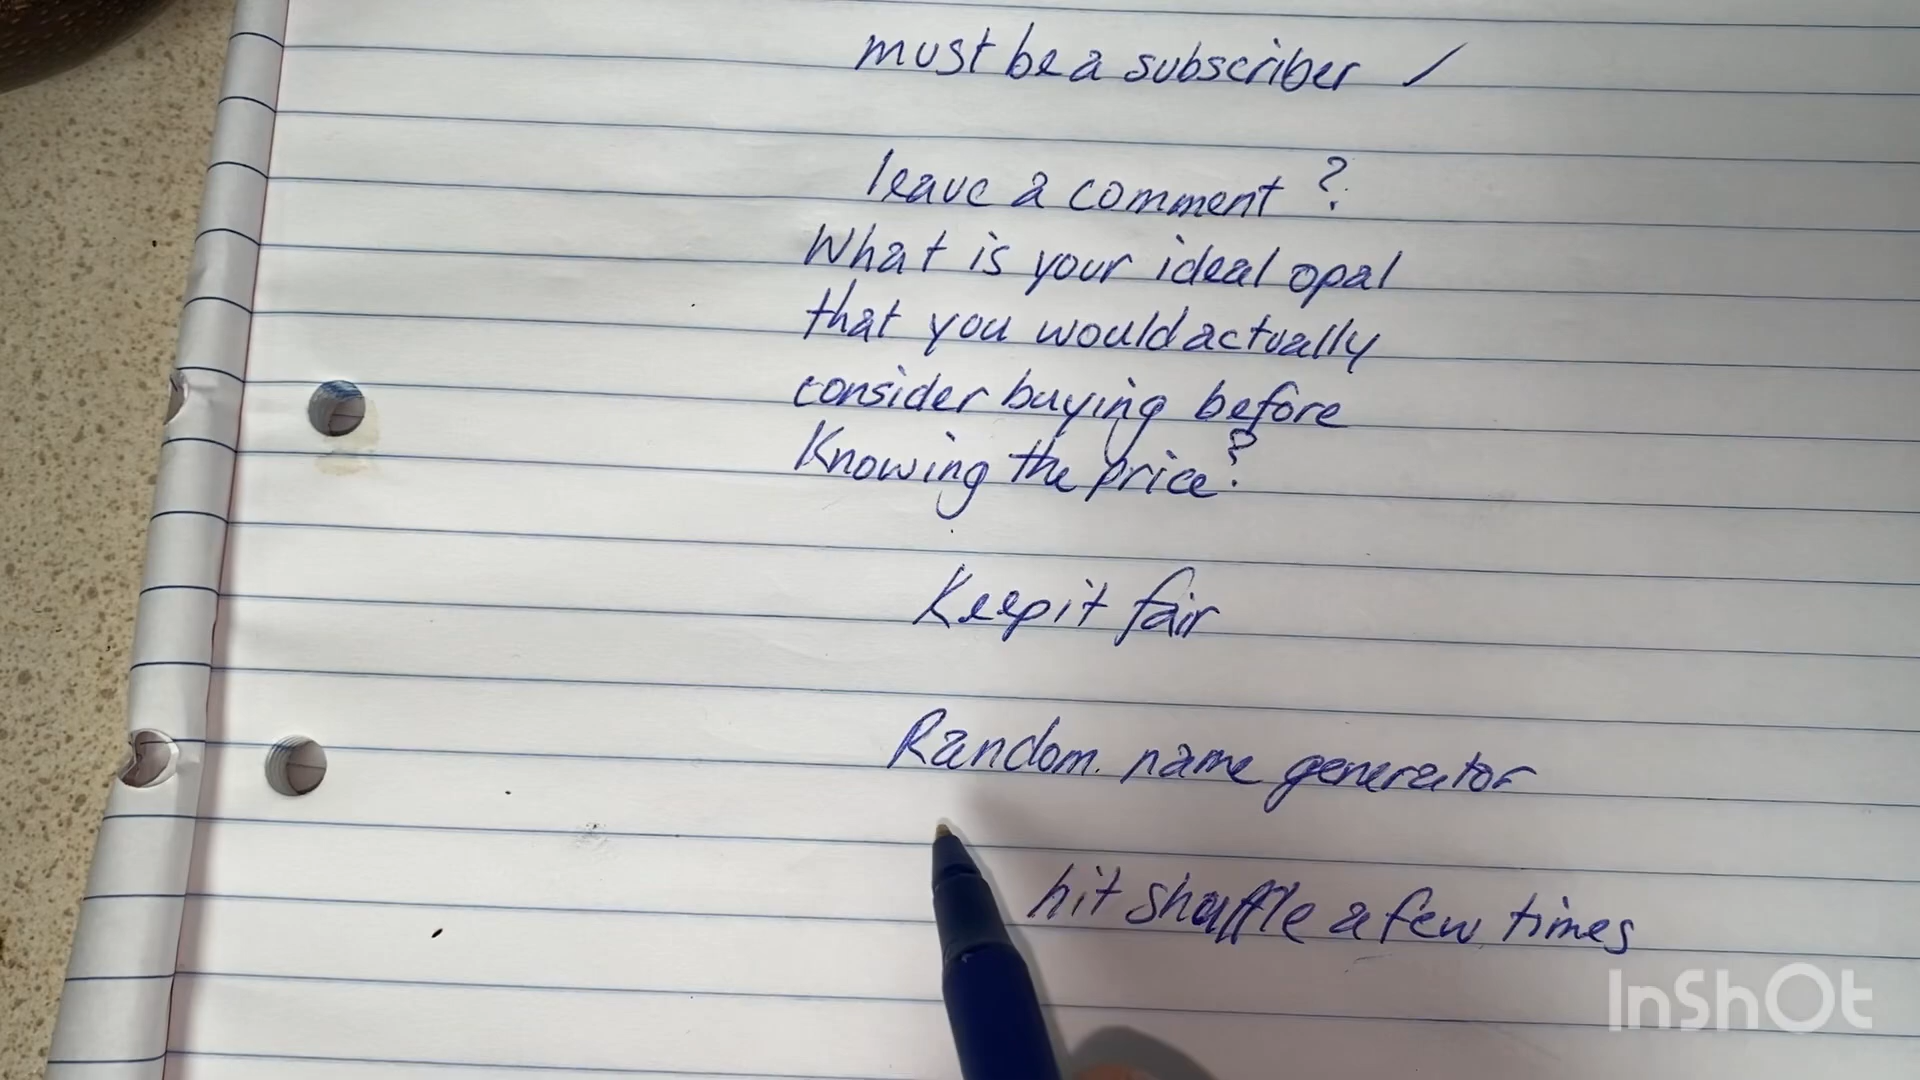 must be a subscriber ✓
leave a comment ?
What is your ideal opal
that you would actually
consider buying before
Knowing the price?
Keep it fair
Random name generator
hit shuffle a few times
InShOt